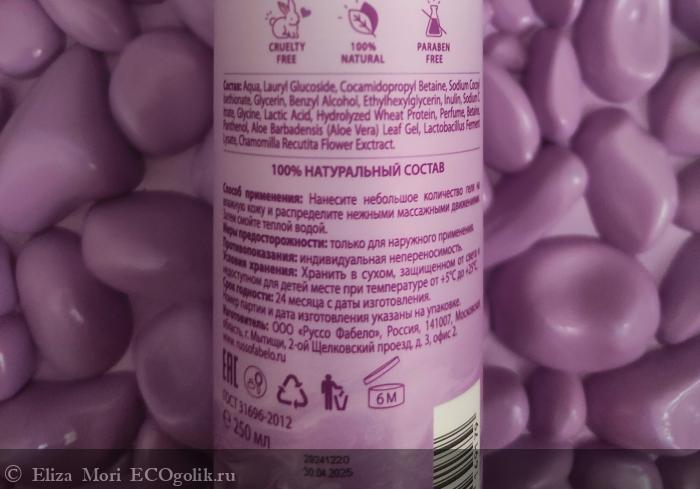 CRUELTY FREE
100% NATURAL
PARABEN FREE
Состав: Aqua, Lauryl Glucoside, Cocamidopropyl Betaine, Sodium Cocoyl
Isethionate, Glycerin, Benzyl Alcohol, Ethylhexylglycerin, Inulin, Sodium
Glycine, Lactic Acid, Hydrolyzed Wheat Protein, Perfume, Betaine,
Panthenol, Aloe Barbadensis (Aloe Vera) Leaf Gel, Lactobacillus Ferment
Lysate, Chamomilla Recutita Flower Exctract.
100% НАТУРАЛЬНЫЙ СОСТАВ
Способ применения: Нанесите небольшое количество геля на
влажную кожу и распределите нежными массажными движениями.
Затем смойте теплой водой.
Меры предосторожности: только для наружного применения.
Противопоказания: индивидуальная непереносимость.
Условия хранения: Хранить в сухом, защищенном от света и
недоступном для детей месте при температуре от +5°C до +25°C
Срок годности: 24 месяца с даты изготовления.
Номер партии и дата изготовления указаны на упаковке.
Изготовитель: ООО «Руссо Фабело», Россия, 141007, Московская
область, г. Мытищи, 2-ой Щелковский проезд, д. 3, офис 2.
www.russofabelo.ru
EAC
6 M
ГОСТ 31696-2012
℮ 250 мл
20241220
30.04.2025
© Eliza Mori ECOgolik.ru